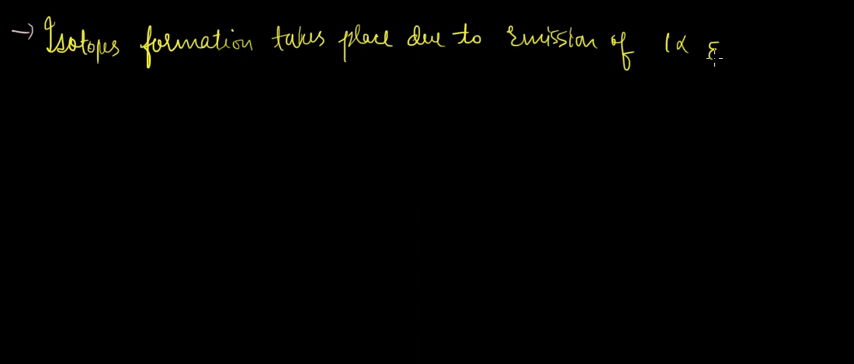 → Isotopes formation takes place due to Emission of 1α &